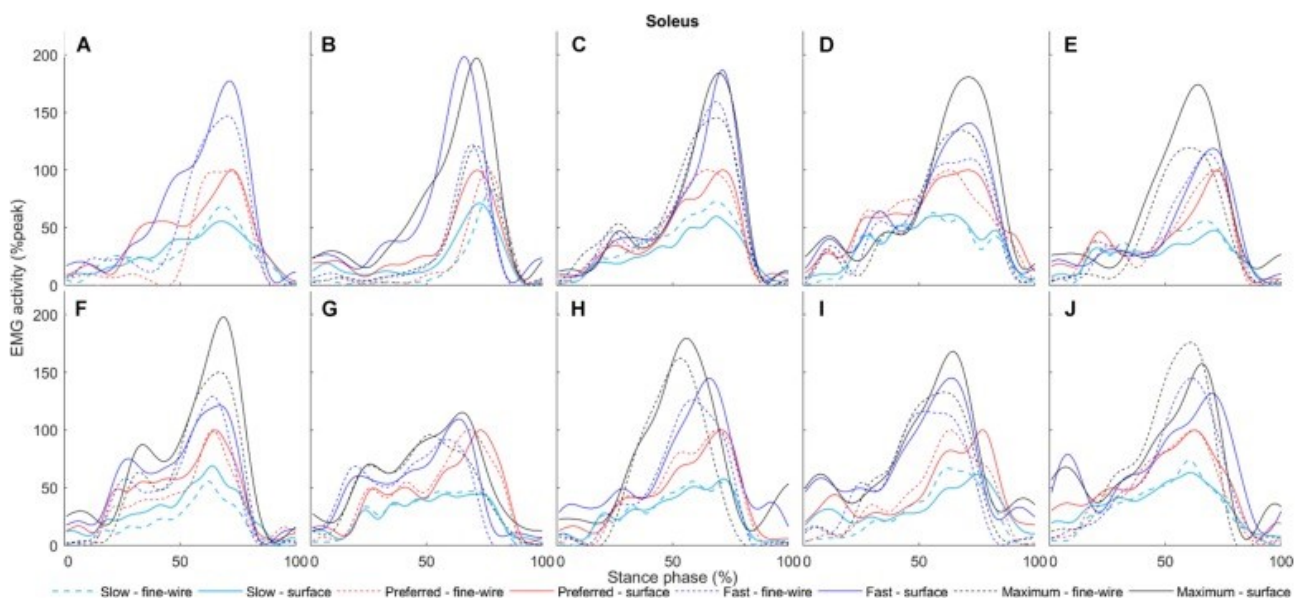 Soleus
A B C D E
200
150
100
50
0
EMG activity (%peak)
F G H I J
200
150
100
50
0
0 50 100 50 100 50 100 50 100 50 100
Stance phase (%)
Slow - fine-wire Slow - surface Preferred - fine-wire Preferred - surface Fast - fine-wire Fast - surface Maximum - fine-wire Maximum - surface